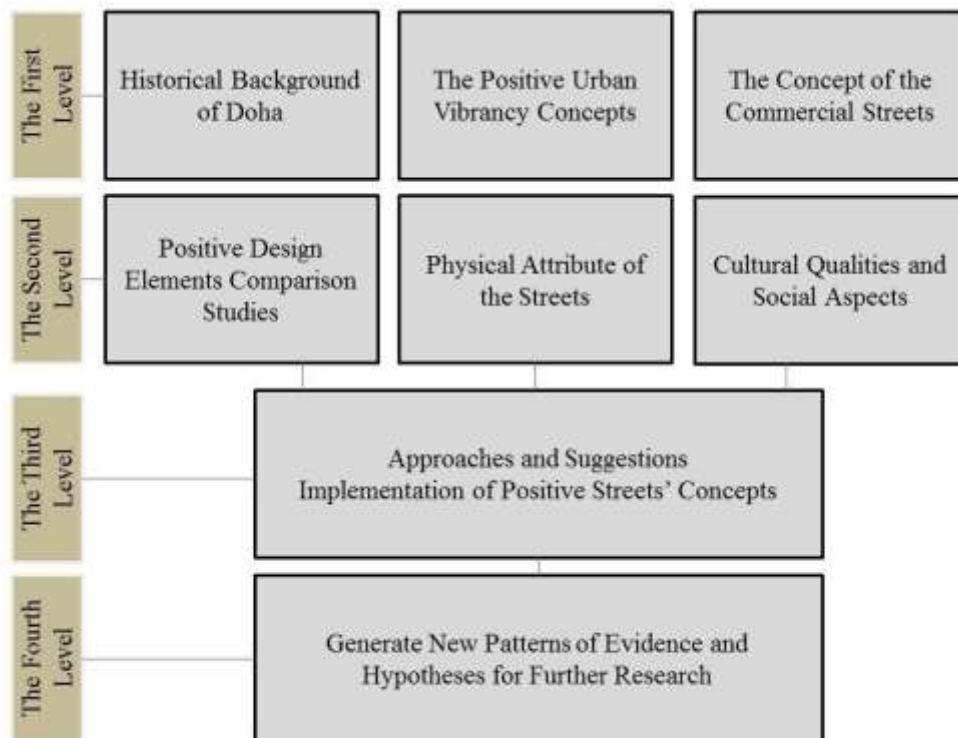 The First
Level
Historical Background
of Doha
The Positive Urban
Vibrancy Concepts
The Concept of the
Commercial Streets
The Second
Level
Positive Design
Elements Comparison
Studies
Physical Attribute of
the Streets
Cultural Qualities and
Social Aspects
The Third
Level
Approaches and Suggestions
Implementation of Positive Streets' Concepts
The Fourth
Level
Generate New Patterns of Evidence and
Hypotheses for Further Research